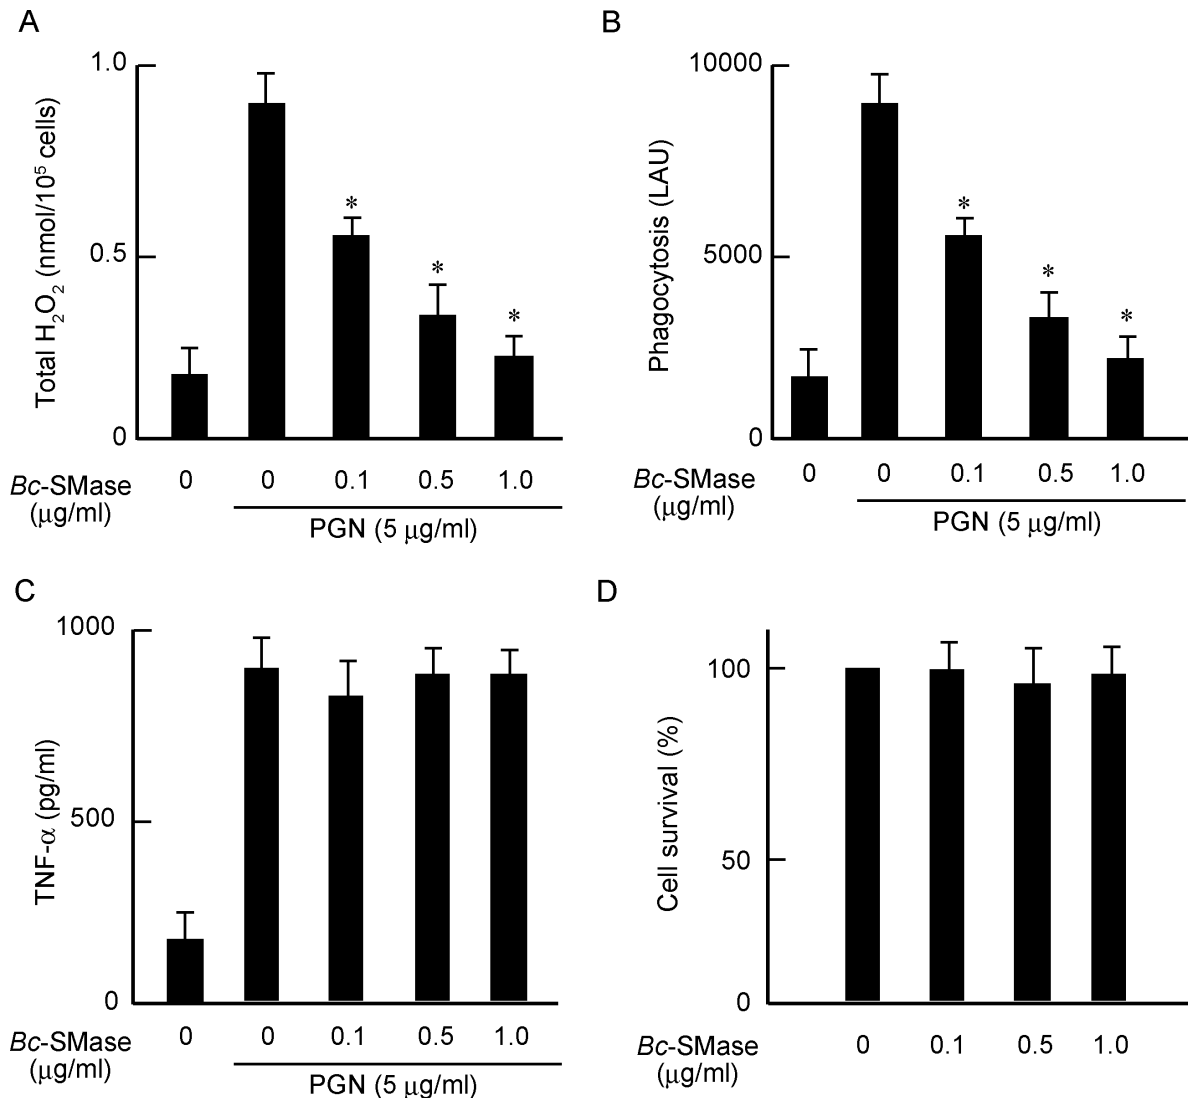 A
Total H2O2 (nmol/10⁵ cells)
1.0
0.5
0
*
*
*
Bc-SMase
(μg/ml)
0 0 0.1 0.5 1.0
PGN (5 μg/ml)
B
Phagocytosis (LAU)
10000
5000
0
*
*
*
Bc-SMase
(μg/ml)
0 0 0.1 0.5 1.0
PGN (5 μg/ml)
C
TNF-α (pg/ml)
1000
500
0
Bc-SMase
(μg/ml)
0 0 0.1 0.5 1.0
PGN (5 μg/ml)
D
Cell survival (%)
100
50
0
Bc-SMase
(μg/ml)
0 0.1 0.5 1.0